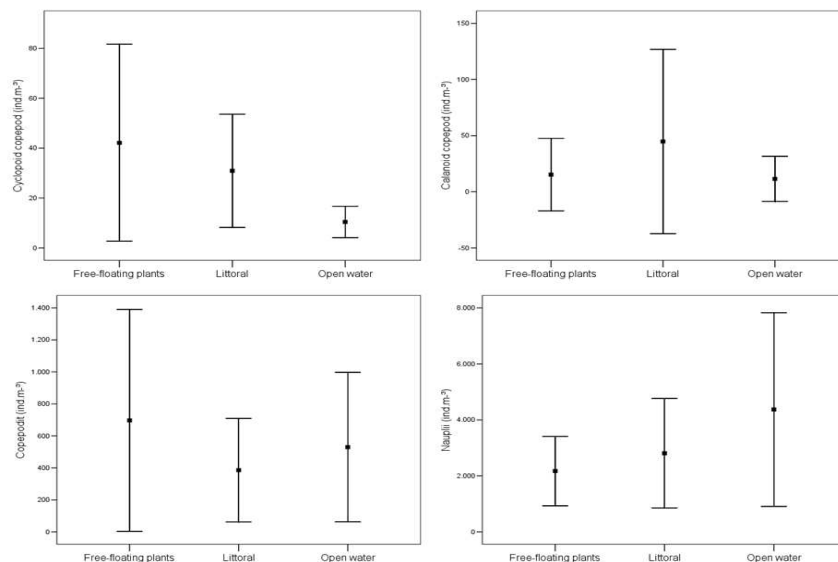 Cyclopoid copepod (ind.m-³)
80
60
40
20
0
Free-floating plants Littoral Open water
Calanoid copepod (ind.m-³)
150
100
50
0
-50
Free-floating plants Littoral Open water
Copepodit (ind.m-³)
1.400
1.200
1.000
800
600
400
200
0
Free-floating plants Littoral Open water
Nauplii (ind.m-³)
8.000
6.000
4.000
2.000
0
Free-floating plants Littoral Open water